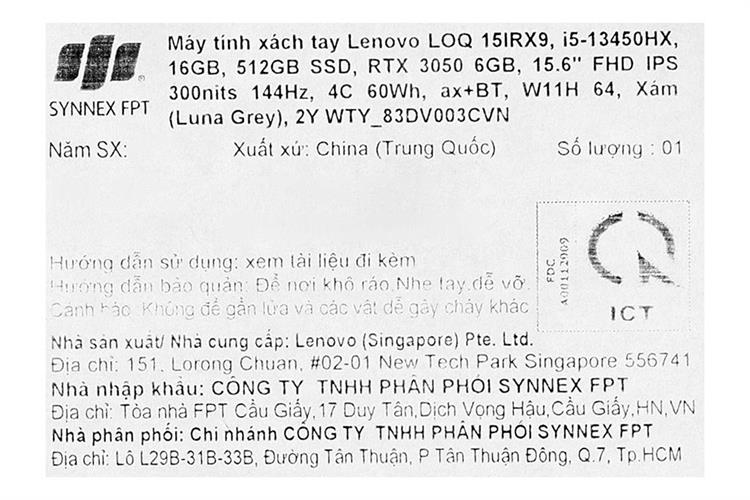 SYNNEX FPT
Máy tính xách tay Lenovo LOQ 15IRX9, i5-13450HX,
16GB, 512GB SSD, RTX 3050 6GB, 15.6" FHD IPS
300nits 144Hz, 4C 60Wh, ax+BT, W11H 64, Xám
(Luna Grey), 2Y WTY_83DV003CVN
Năm SX: Xuất xứ: China (Trung Quốc) Số lượng : 01
Hướng dẫn sử dụng: xem tài liệu đi kèm
Hướng dẫn bảo quản: Để nơi khô ráo.Nhẹ tay.dễ vỡ.
Cảnh báo: Không để gần lửa và các vật dễ gây cháy khác
FDC
A00112909
ICT
Nhà sản xuất/ Nhà cung cấp: Lenovo (Singapore) Pte. Ltd.
Địa chỉ: 151, Lorong Chuan, #02-01 New Tech Park Singapore 556741
Nhà nhập khẩu: CÔNG TY TNHH PHÂN PHỐI SYNNEX FPT
Địa chỉ: Tòa nhà FPT Cầu Giấy,17 Duy Tân,Dịch Vọng Hậu,Cầu Giấy,HN,VN
Nhà phân phối: Chi nhánh CÔNG TY TNHH PHÂN PHỐI SYNNEX FPT
Địa chỉ: Lô L29B-31B-33B, Đường Tân Thuận, P Tân Thuận Đông, Q.7, Tp.HCM